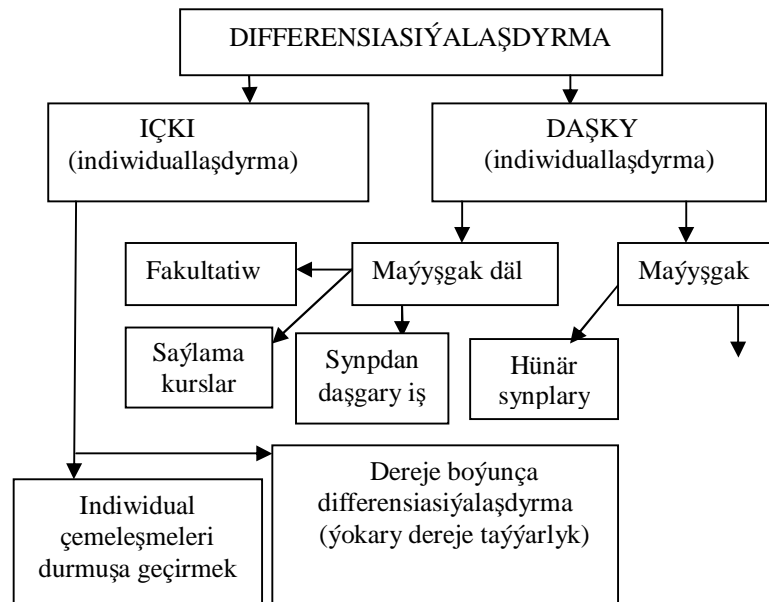 DIFFERENSIASIÝALAŞDYRMA
IÇKI
(indiwiduallaşdyrma)
DAŞKY
(indiwiduallaşdyrma)
Fakultatiw
Maýyşgak däl
Maýyşgak
Saýlama
kurslar
Synpdan
daşgary iş
Hünär
synplary
Indiwidual
çemeleşmeleri
durmuşa geçirmek
Dereje boýunça
differensiasiýalaşdyrma
(ýokary dereje taýýarlyk)